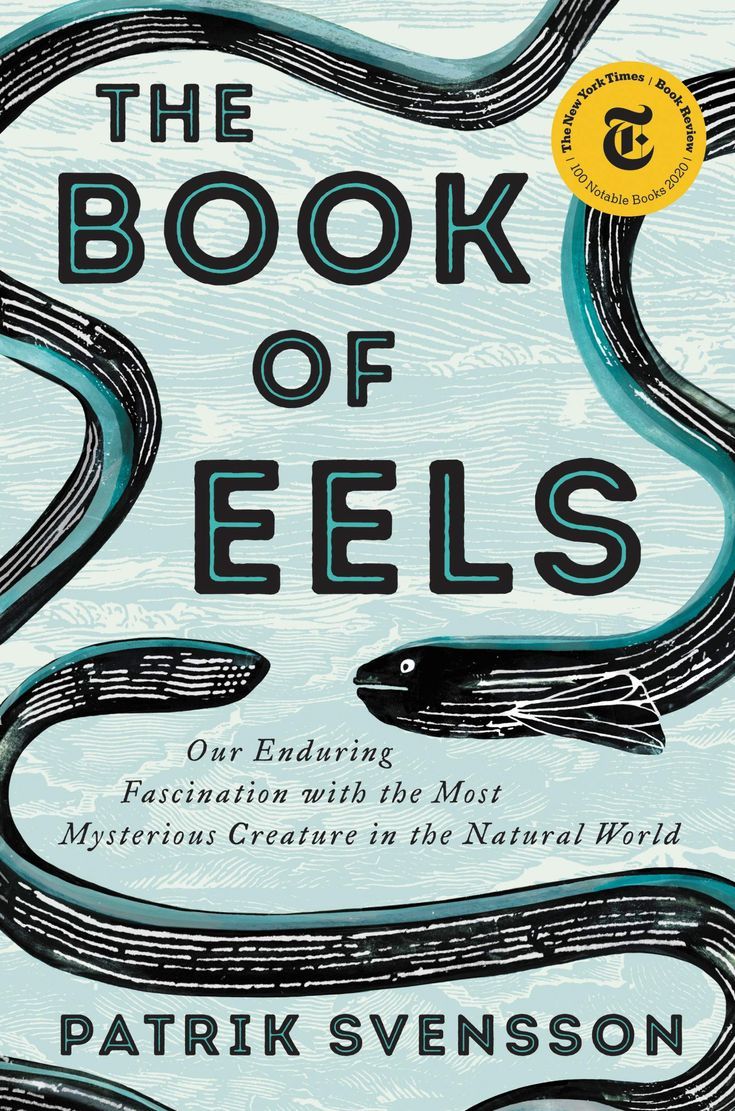 THE
BOOK
OF
EELS
The New York Times | Book Review
T
| 100 Notable Books 2020 |
Our Enduring
Fascination with the Most
Mysterious Creature in the Natural World
PATRIK SVENSSON